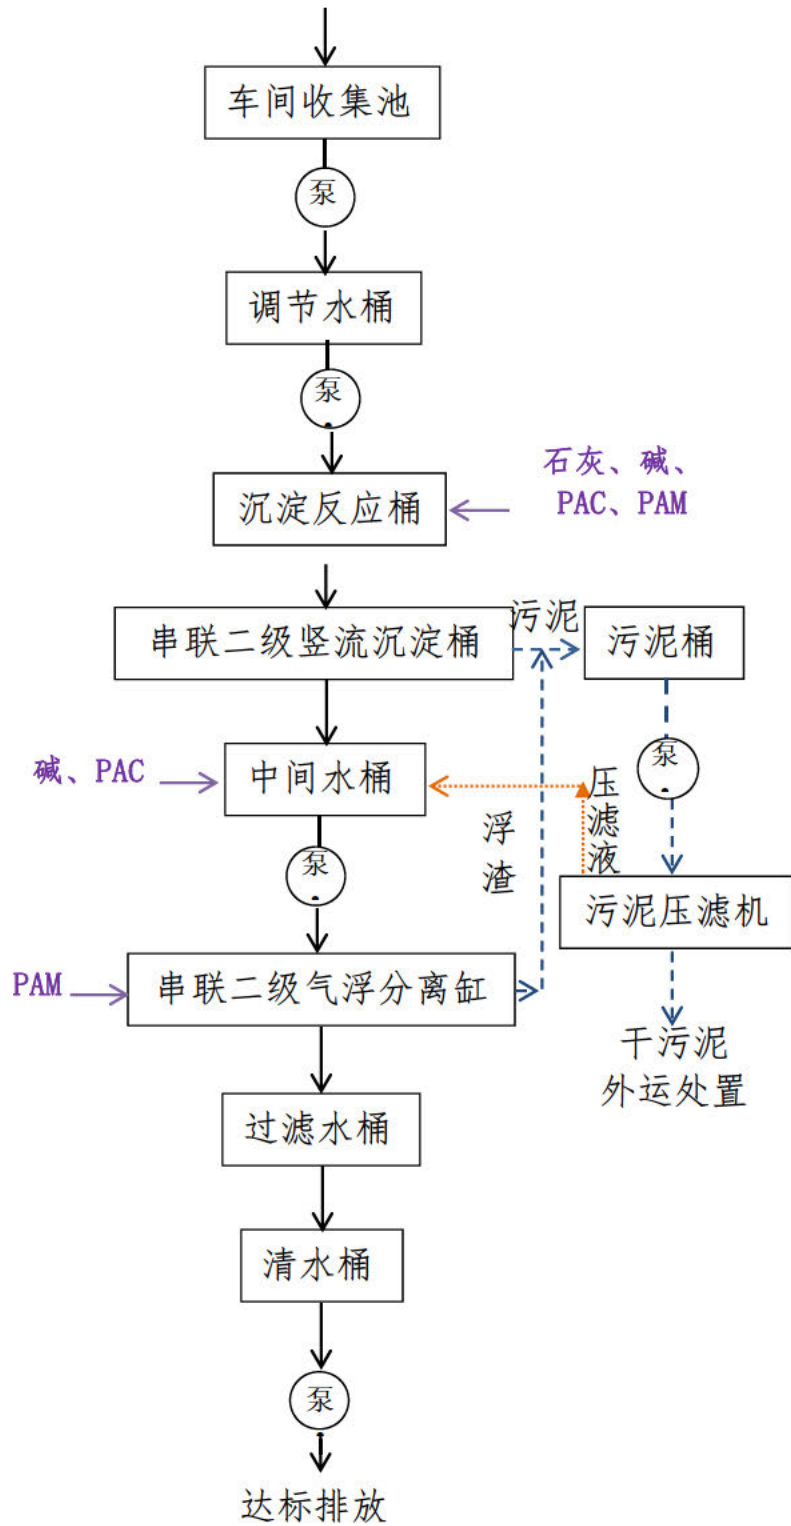 车间收集池
泵
调节水桶
泵
石灰、碱、
PAC、PAM
沉淀反应桶
污泥
串联二级竖流沉淀桶
污泥桶
泵
碱、PAC
中间水桶
压滤液
浮渣
泵
污泥压滤机
PAM
串联二级气浮分离缸
干污泥
外运处置
过滤水桶
清水桶
泵
达标排放